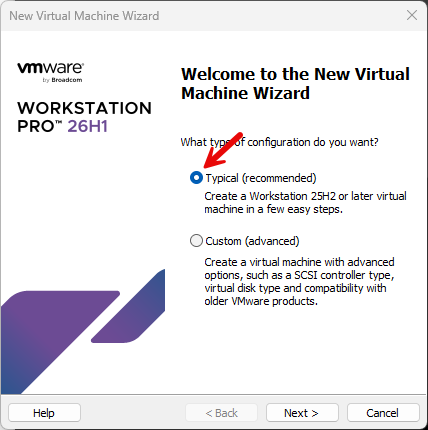 New Virtual Machine Wizard
vmware®
by Broadcom
WORKSTATION
PRO™ 26H1
Welcome to the New Virtual
Machine Wizard
What type of configuration do you want?
Typical (recommended)
Create a Workstation 25H2 or later virtual
machine in a few easy steps.
Custom (advanced)
Create a virtual machine with advanced
options, such as a SCSI controller type,
virtual disk type and compatibility with
older VMware products.
Help
< Back
Next >
Cancel